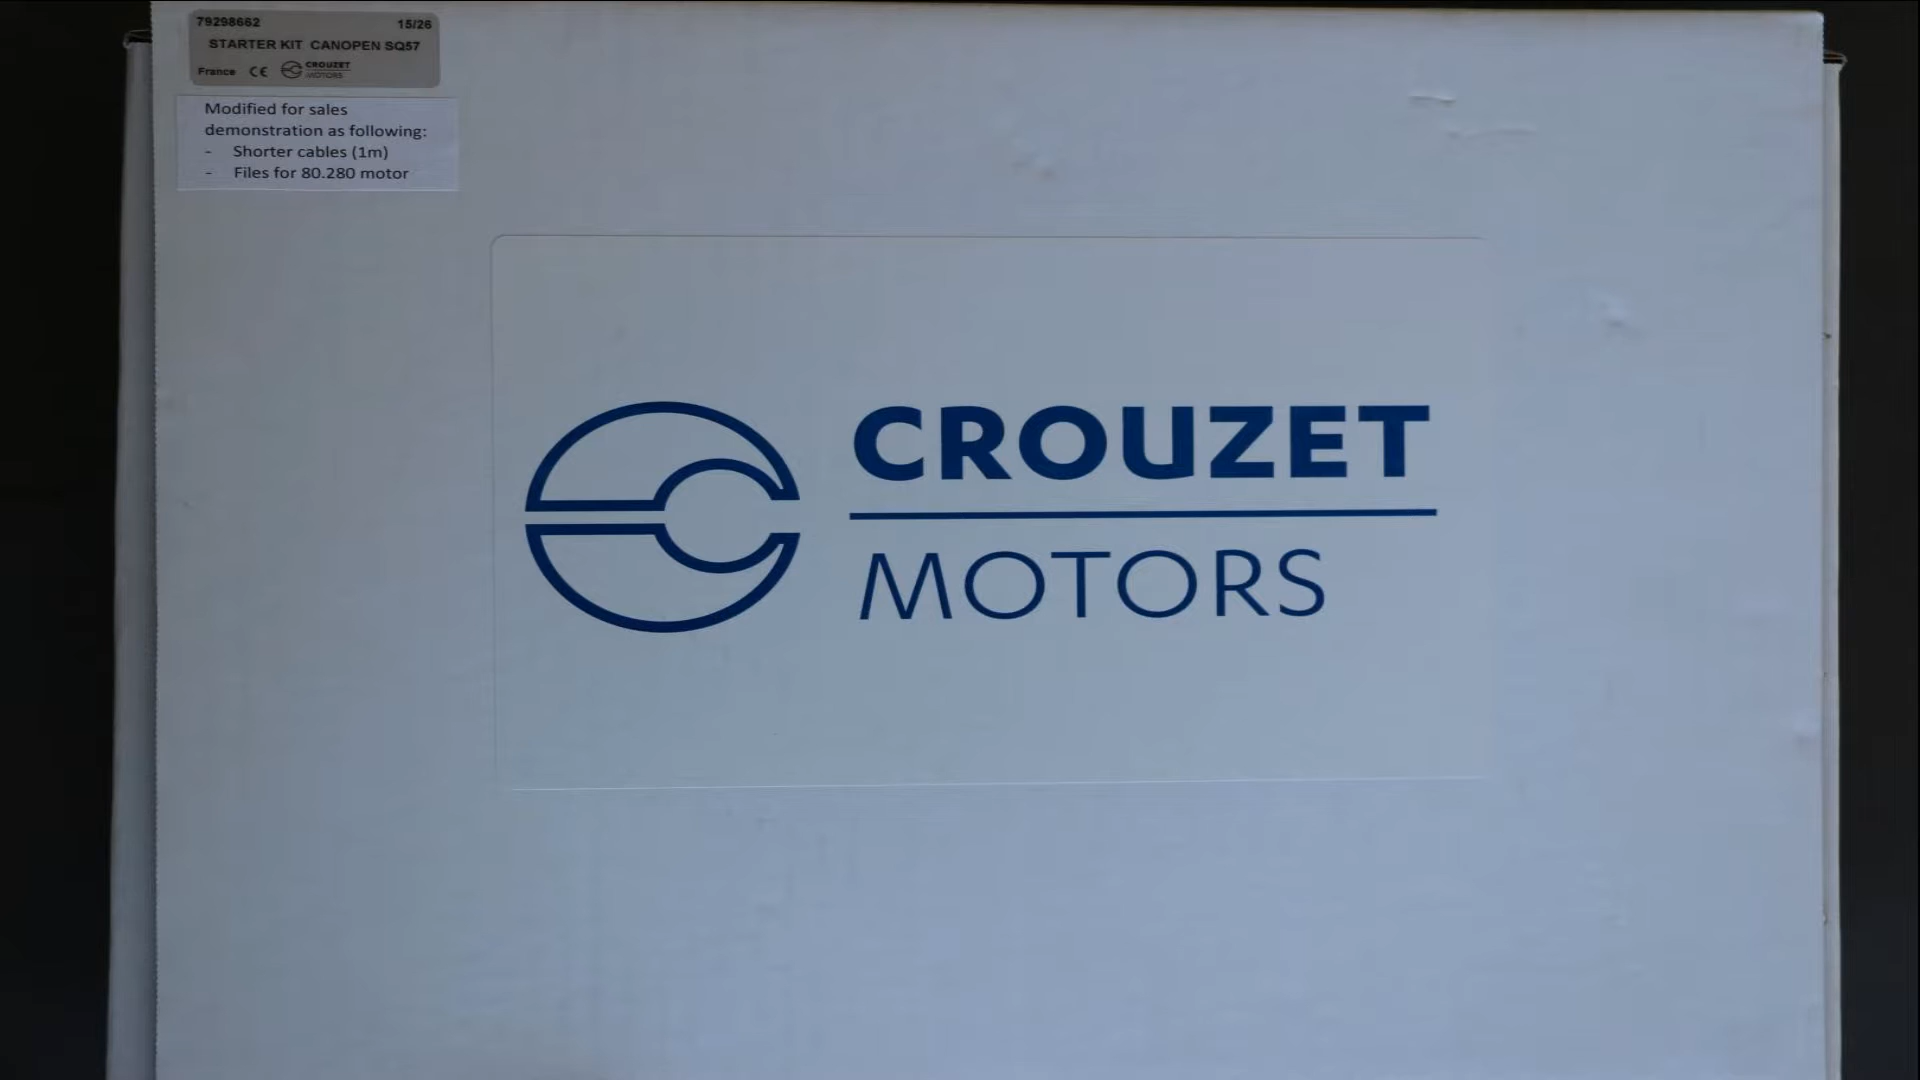 79298662 15/26
STARTER KIT CANOPEN SQ57
France CE CROUZET
MOTORS
Modified for sales
demonstration as following:
- Shorter cables (1m)
- Files for 80.280 motor
CROUZET
MOTORS